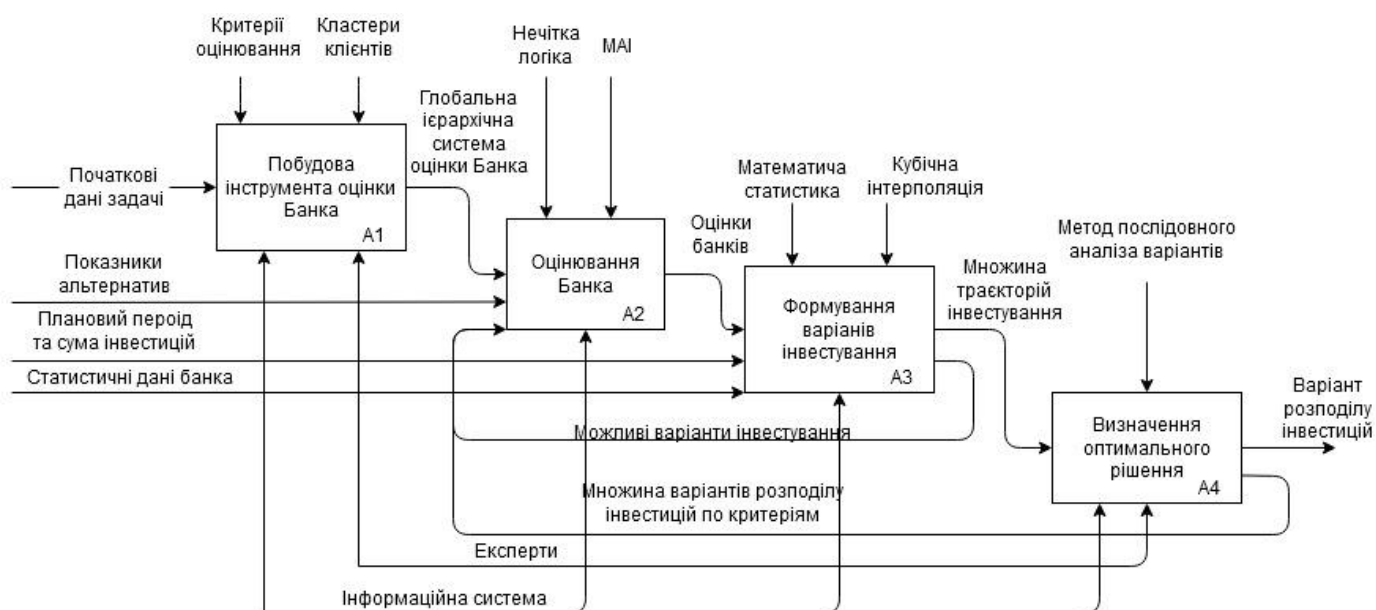 Критерії
оцінювання
Кластери
клієнтів
Нечітка
логіка
МАІ
Глобальна
ієрархічна
система
оцінки Банка
Початкові
дані задачі
Побудова
інструмента оцінки
Банка
А1
Математича
статистика
Кубічна
інтерполяція
Оцінки
банків
Метод послідовного
аналіза варіантів
Показники
альтернатив
Оцінювання
Банка
А2
Множина
траєкторій
інвестування
Плановий пероід
та сума інвестицій
Формування
варіанів
інвестування
А3
Статистичні дані банка
Варіант
розподілу
інвестицій
Можливі варіанти інвестування
Визначення
оптимального
рішення
А4
Множина варіантів розподілу
інвестицій по критеріям
Експерти
Інформаційна система